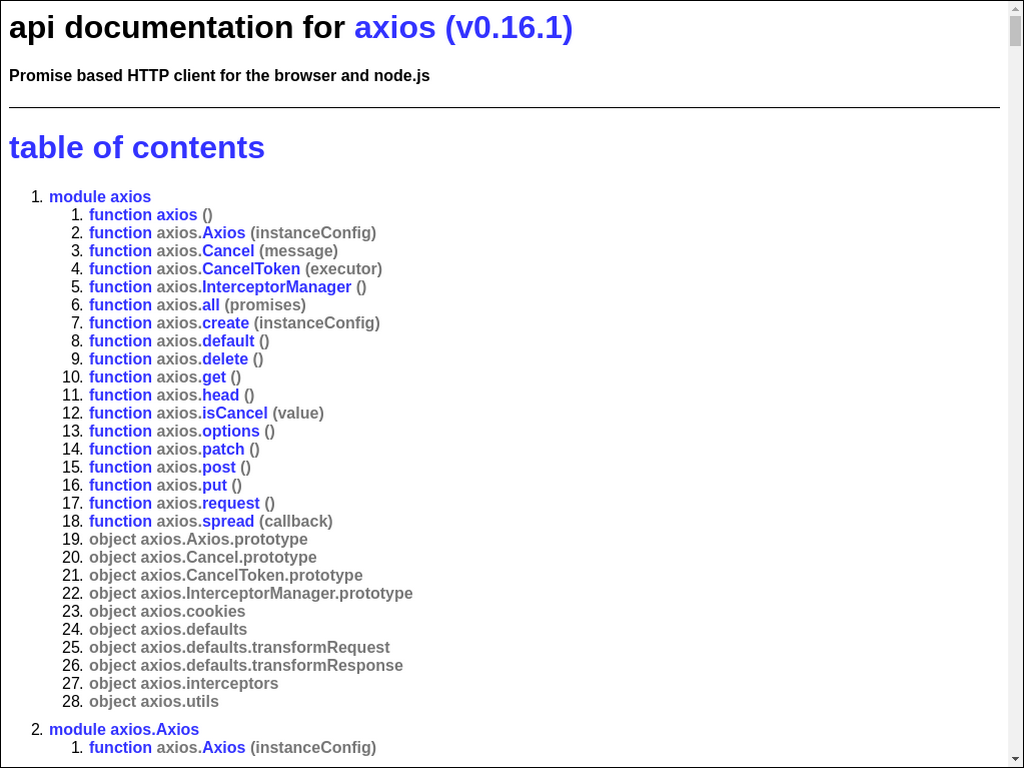 api documentation for axios (v0.16.1)
Promise based HTTP client for the browser and node.js
table of contents
1. module axios
1. function axios ()
2. function axios.Axios (instanceConfig)
3. function axios.Cancel (message)
4. function axios.CancelToken (executor)
5. function axios.InterceptorManager ()
6. function axios.all (promises)
7. function axios.create (instanceConfig)
8. function axios.default ()
9. function axios.delete ()
10. function axios.get ()
11. function axios.head ()
12. function axios.isCancel (value)
13. function axios.options ()
14. function axios.patch ()
15. function axios.post ()
16. function axios.put ()
17. function axios.request ()
18. function axios.spread (callback)
19. object axios.Axios.prototype
20. object axios.Cancel.prototype
21. object axios.CancelToken.prototype
22. object axios.InterceptorManager.prototype
23. object axios.cookies
24. object axios.defaults
25. object axios.defaults.transformRequest
26. object axios.defaults.transformResponse
27. object axios.interceptors
28. object axios.utils
2. module axios.Axios
1. function axios.Axios (instanceConfig)